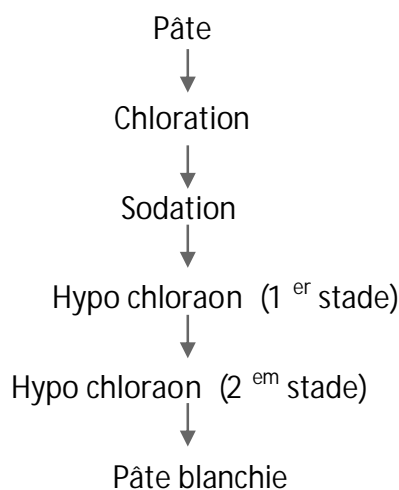 Pâte
Chloration
Sodation
Hypo chloraon (1 er stade)
Hypo chloraon (2 em stade)
Pâte blanchie